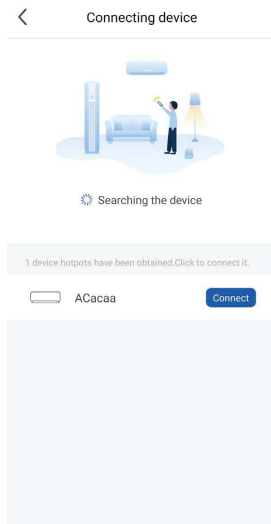 Connecting device
Searching the device
1 device hotpots have been obtained.Click to connect it.
ACacaa
Connect